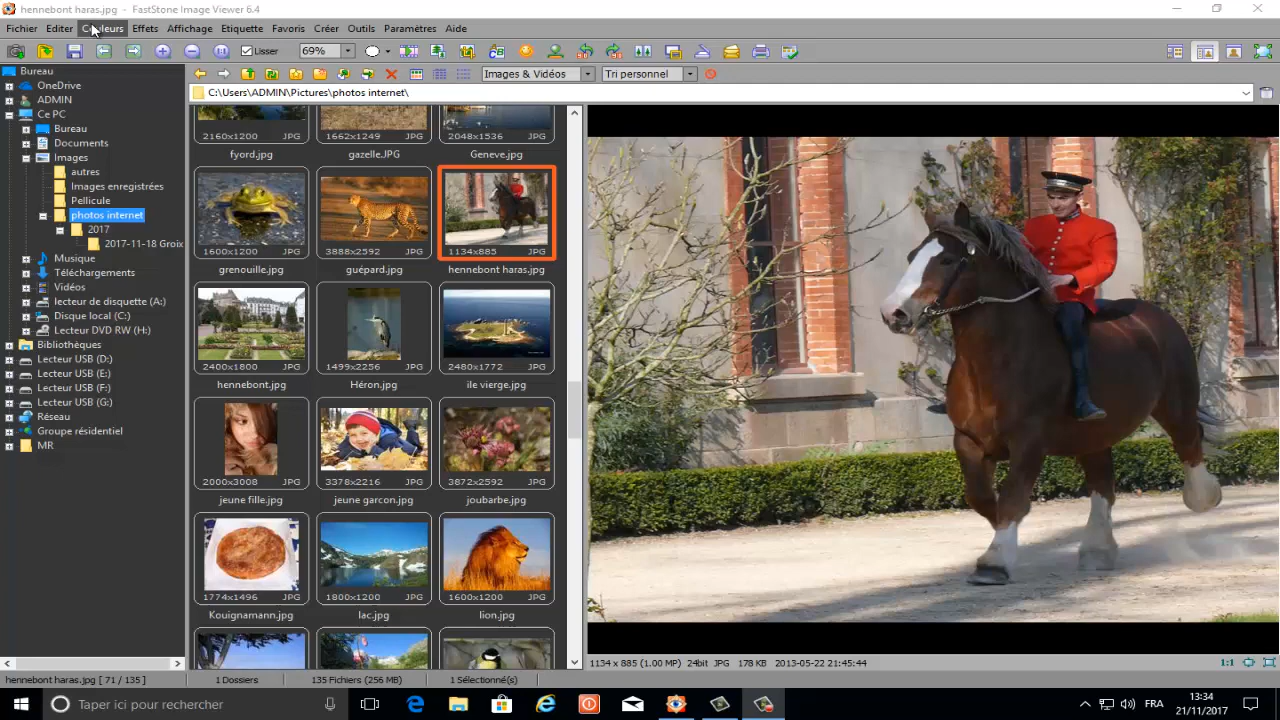 hennebont haras.jpg - FastStone Image Viewer 6.4
Fichier Editer Couleurs Effets Affichage Etiquette Favoris Créer Outils Paramètres Aide
Lisser 69%
Images & Vidéos Tri personnel
C:\Users\ADMIN\Pictures\photos internet\
Bureau
OneDrive
ADMIN
Ce PC
Bureau
Documents
Images
autres
Images enregistrées
Pellicule
photos internet
2017
2017-11-18 Groix
Musique
Téléchargements
Vidéos
lecteur de disquette (A:)
Disque local (C:)
Lecteur DVD RW (H:)
Bibliothèques
Lecteur USB (D:)
Lecteur USB (E:)
Lecteur USB (F:)
Lecteur USB (G:)
Réseau
Groupe résidentiel
MR
2160x1200 JPG 1662x1249 JPG 2048x1536 JPG
fyord.jpg gazelle.JPG Geneve.jpg
1600x1200 JPG 3888x2592 JPG 1134x885 JPG
grenouille.jpg guépard.jpg hennebont haras.jpg
2400x1800 JPG 1499x2256 JPG 2480x1772 JPG
hennebont.jpg Héron.jpg ile vierge.jpg
2000x3008 JPG 3378x2216 JPG 3872x2592 JPG
jeune fille.jpg jeune garcon.jpg joubarbe.jpg
1774x1496 JPG 1800x1200 JPG 1600x1200 JPG
Kouignamann.jpg lac.jpg lion.jpg
1134 x 885 (1.00 MP) 24bit JPG 178 KB 2013-05-22 21:45:44 1:1
hennebont haras.jpg [ 71 / 135 ] 1 Dossiers 135 Fichiers (256 MB) 1 Sélectionné(s)
Taper ici pour rechercher
FRA
13:34
21/11/2017